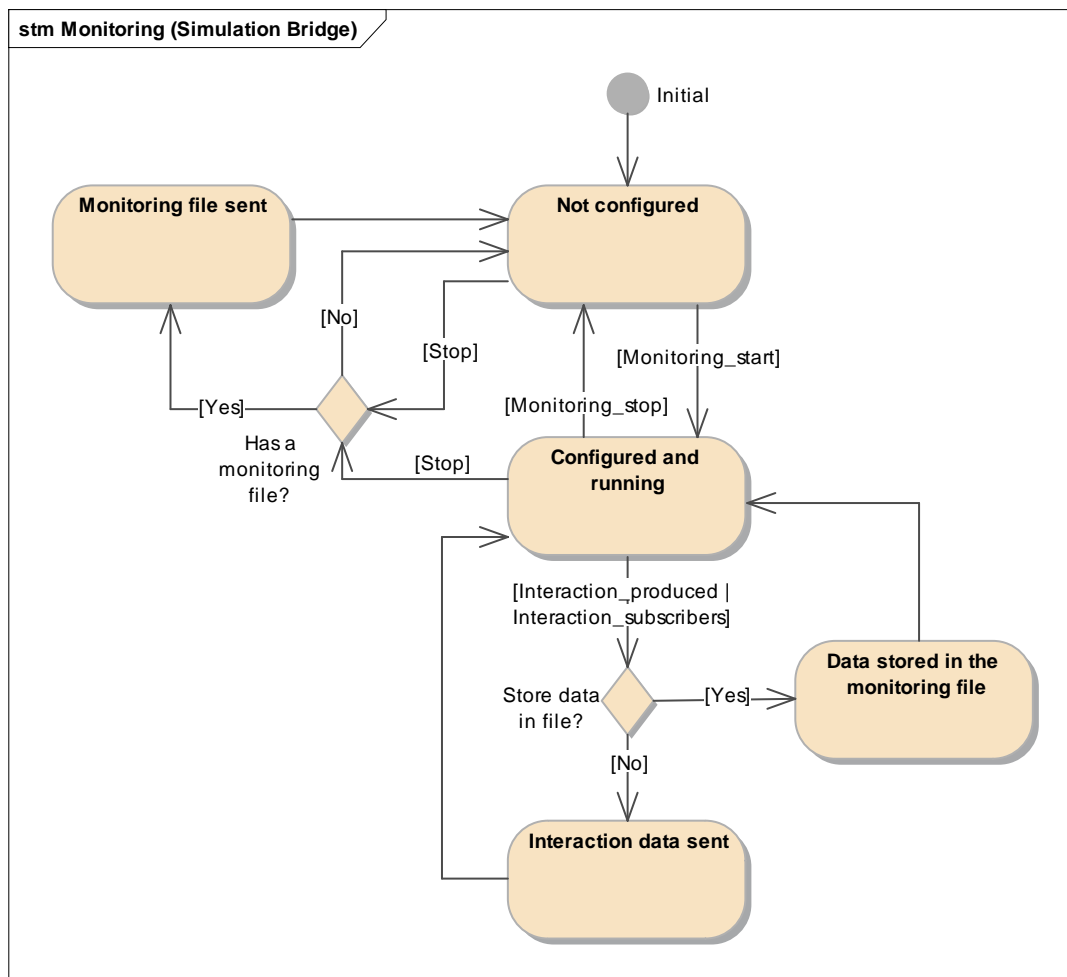 stm Monitoring (Simulation Bridge)
Initial
Monitoring file sent
Not configured
[No]
[Stop]
[Monitoring_start]
[Yes]
[Monitoring_stop]
Has a
monitoring
file?
[Stop]
Configured and
running
[Interaction_produced |
Interaction_subscribers]
Store data
in file?
[Yes]
Data stored in the
monitoring file
[No]
Interaction data sent